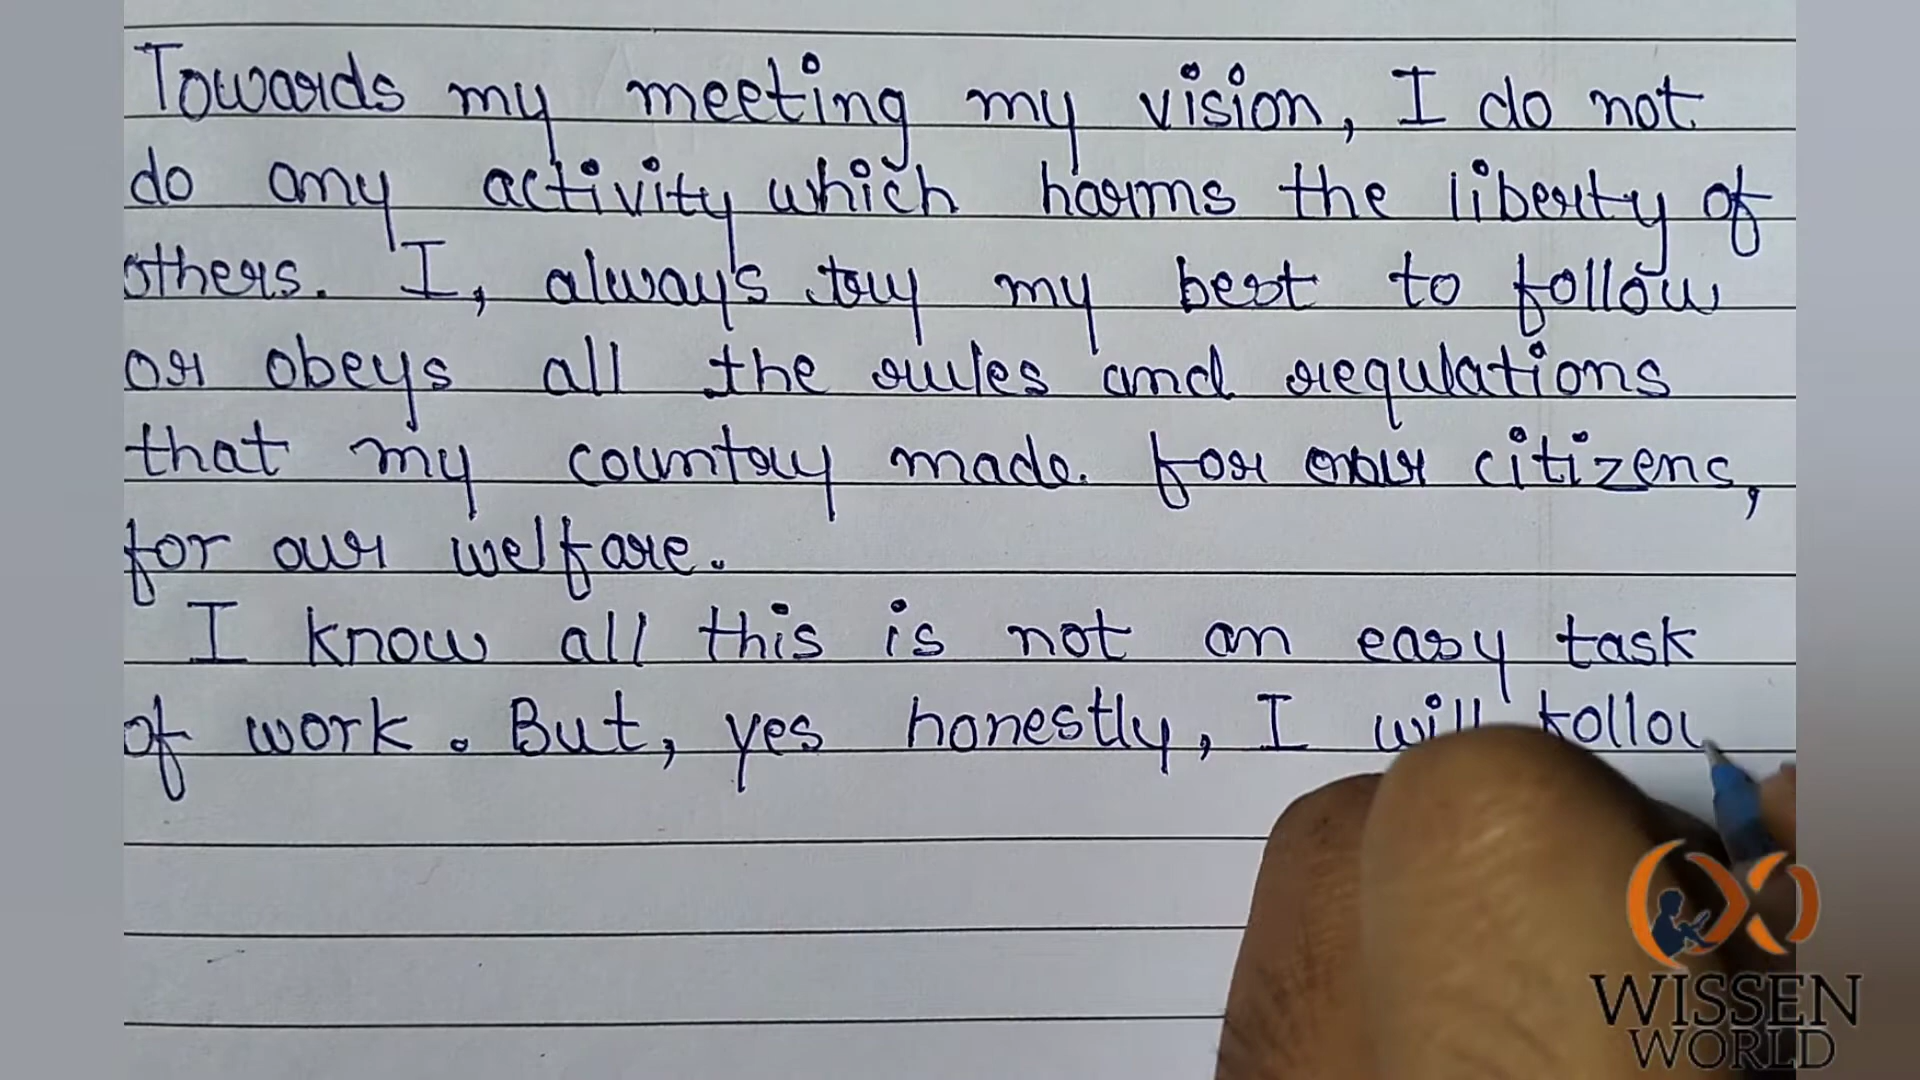 Towards my meeting my vision, I do not
do any activity which harms the liberty of
others. I, always try my best to follow
or obeys all the rules and regulations
that my country made. for our citizens,
for our welfare.
I know all this is not an easy task
of work. But, yes honestly, I will follow
WISSEN
WORLD